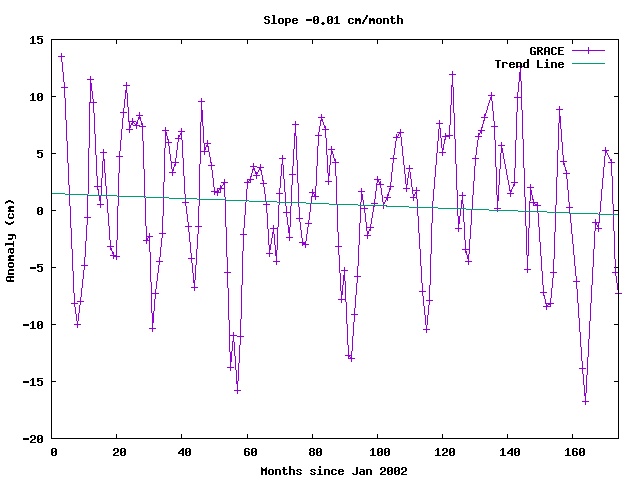 Slope -0.01 cm/month
GRACE
Trend Line
15
10
5
0
-5
-10
-15
-20
Anomaly (cm)
0 20 40 60 80 100 120 140 160
Months since Jan 2002